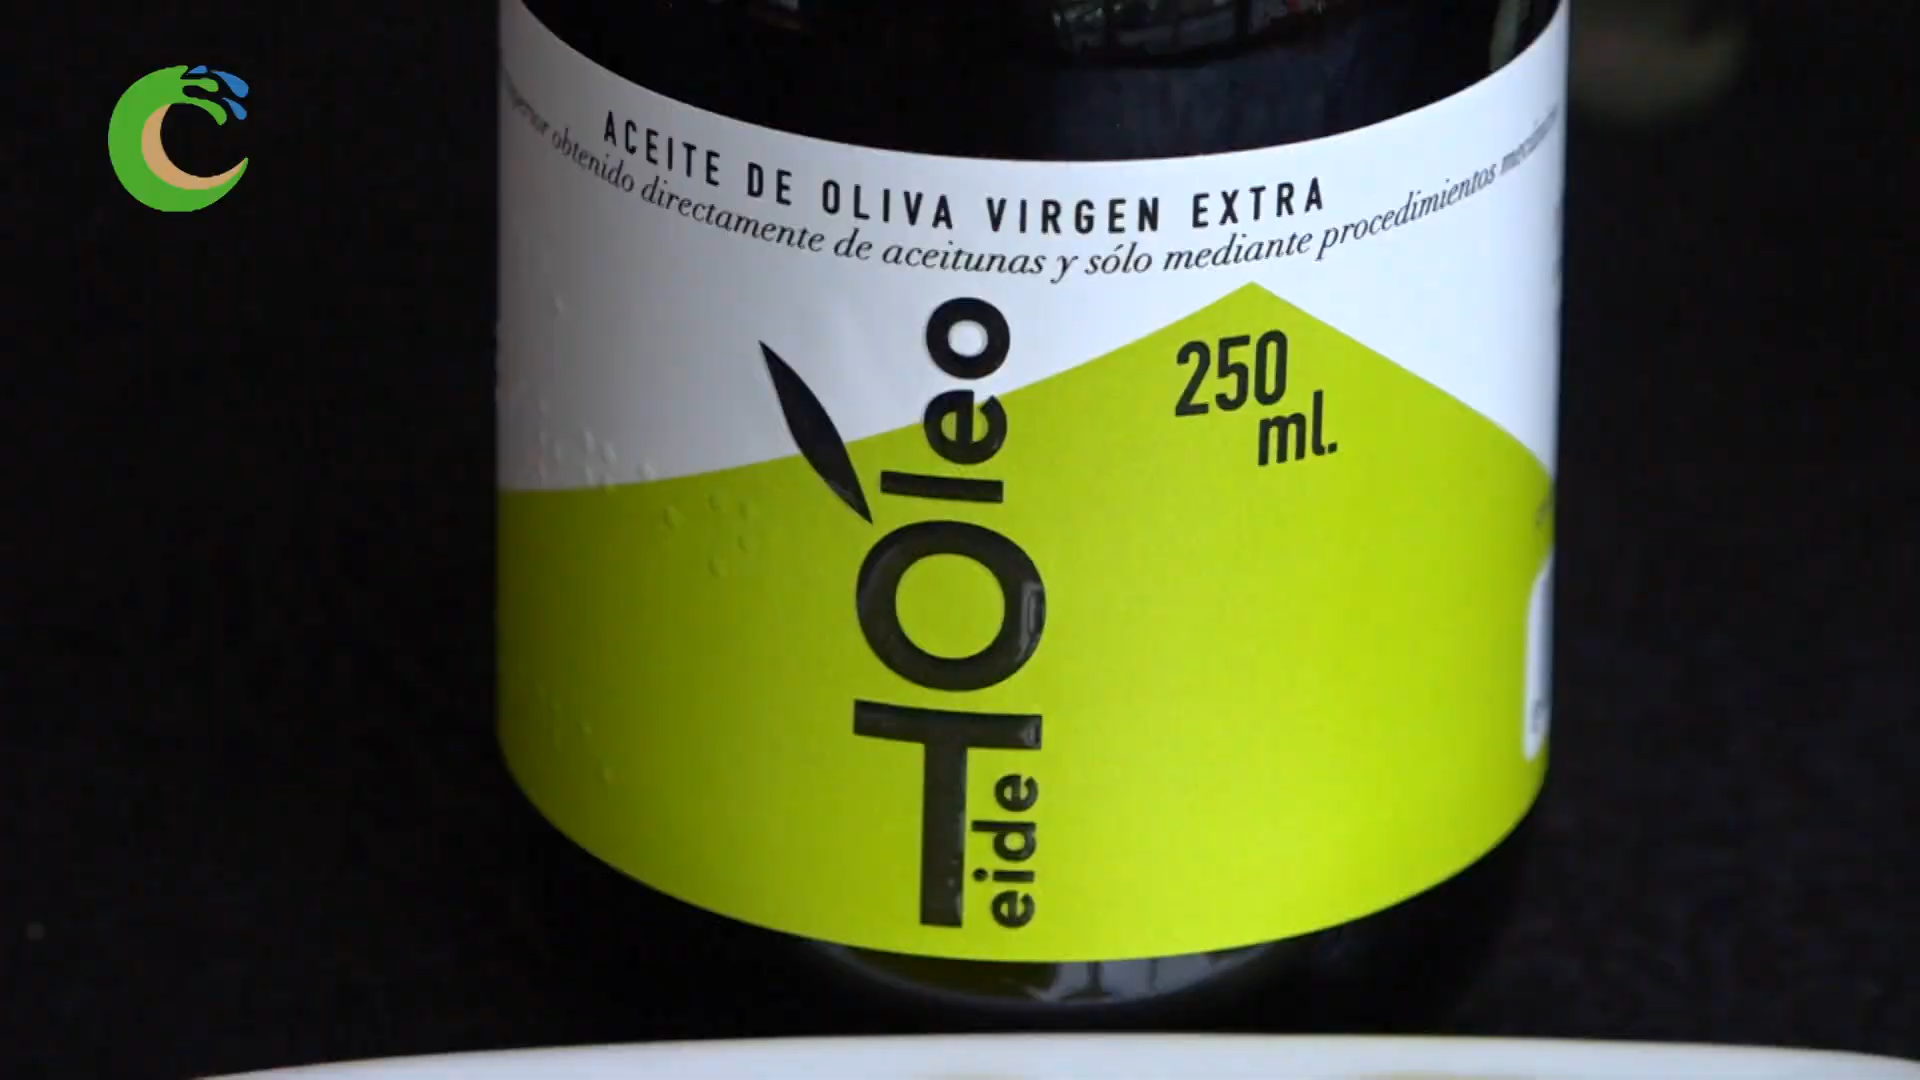 ACEITE DE OLIVA VIRGEN EXTRA
obtenido directamente de aceitunas y sólo mediante procedimientos
250
ml.
Óleo
Teide